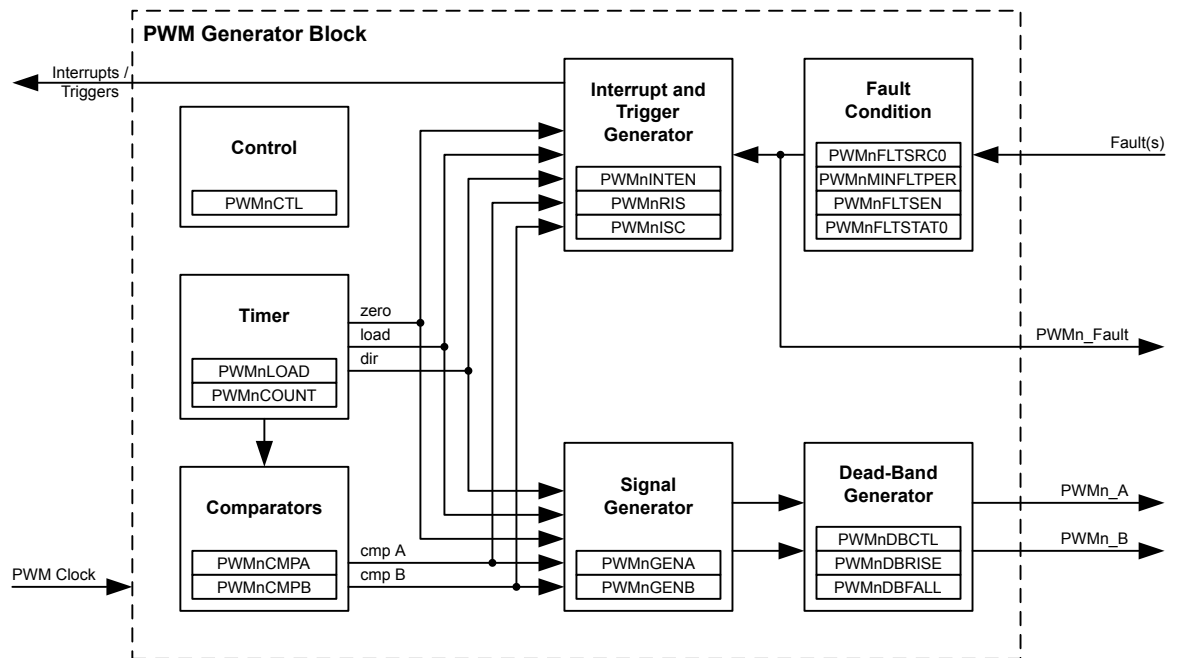 PWM Generator Block
Interrupts /
Triggers
Control
PWMnCTL
Interrupt and
Trigger
Generator
PWMnINTEN
PWMnRIS
PWMnISC
Fault
Condition
PWMnFLTSRC0
PWMnMINFLTPER
PWMnFLTSEN
PWMnFLTSTAT0
Fault(s)
Timer
PWMnLOAD
PWMnCOUNT
zero
load
dir
PWMn_Fault
Comparators
PWMnCMPA
PWMnCMPB
cmp A
cmp B
PWM Clock
Signal
Generator
PWMnGENA
PWMnGENB
Dead-Band
Generator
PWMnDBCTL
PWMnDBRISE
PWMnDBFALL
PWMn_A
PWMn_B